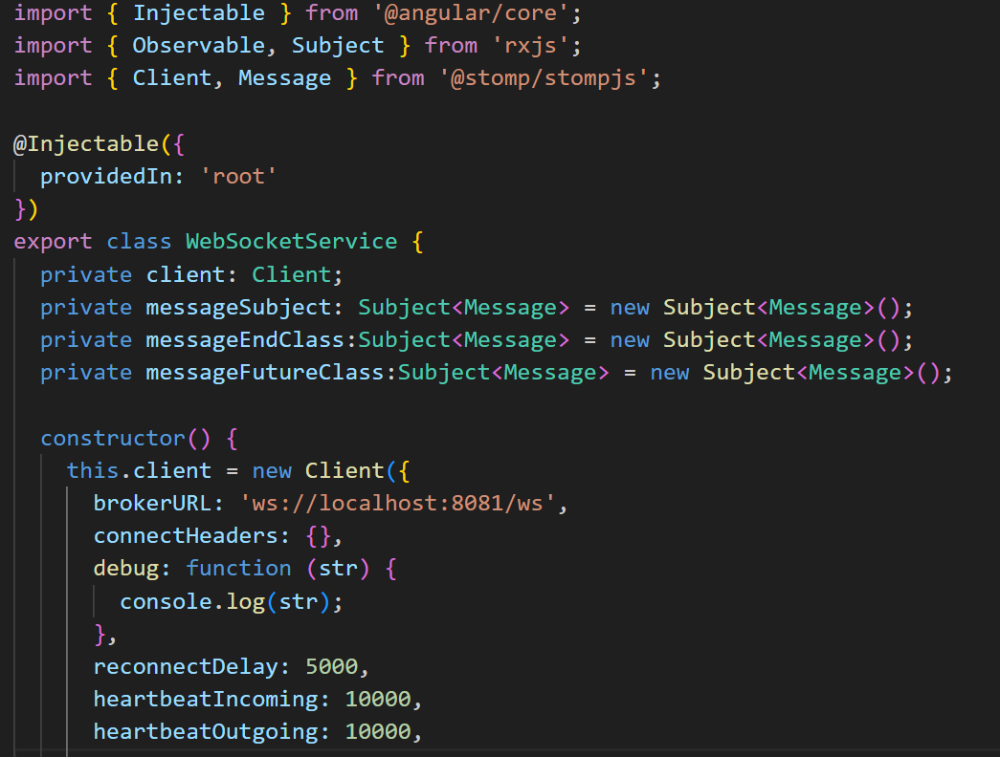 import { Injectable } from '@angular/core';
import { Observable, Subject } from 'rxjs';
import { Client, Message } from '@stomp/stompjs';
@Injectable({
providedIn: 'root'
})
export class WebSocketService {
private client: Client;
private messageSubject: Subject<Message> = new Subject<Message>();
private messageEndClass:Subject<Message> = new Subject<Message>();
private messageFutureClass:Subject<Message> = new Subject<Message>();
constructor() {
this.client = new Client({
brokerURL: 'ws://localhost:8081/ws',
connectHeaders: {},
debug: function (str) {
console.log(str);
},
reconnectDelay: 5000,
heartbeatIncoming: 10000,
heartbeatOutgoing: 10000,